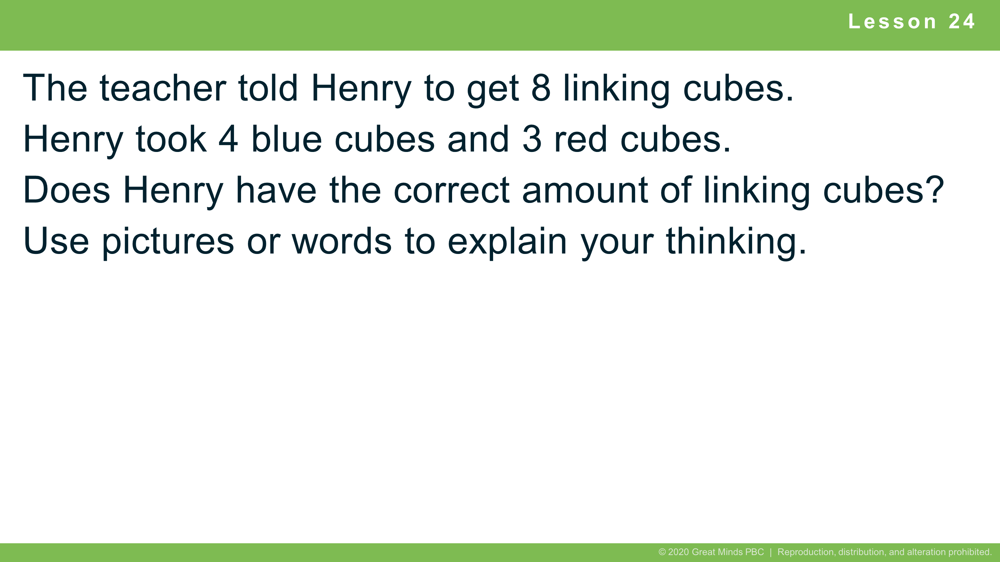 Lesson 24
The teacher told Henry to get 8 linking cubes.
Henry took 4 blue cubes and 3 red cubes.
Does Henry have the correct amount of linking cubes?
Use pictures or words to explain your thinking.
© 2020 Great Minds PBC | Reproduction, distribution, and alteration prohibited.